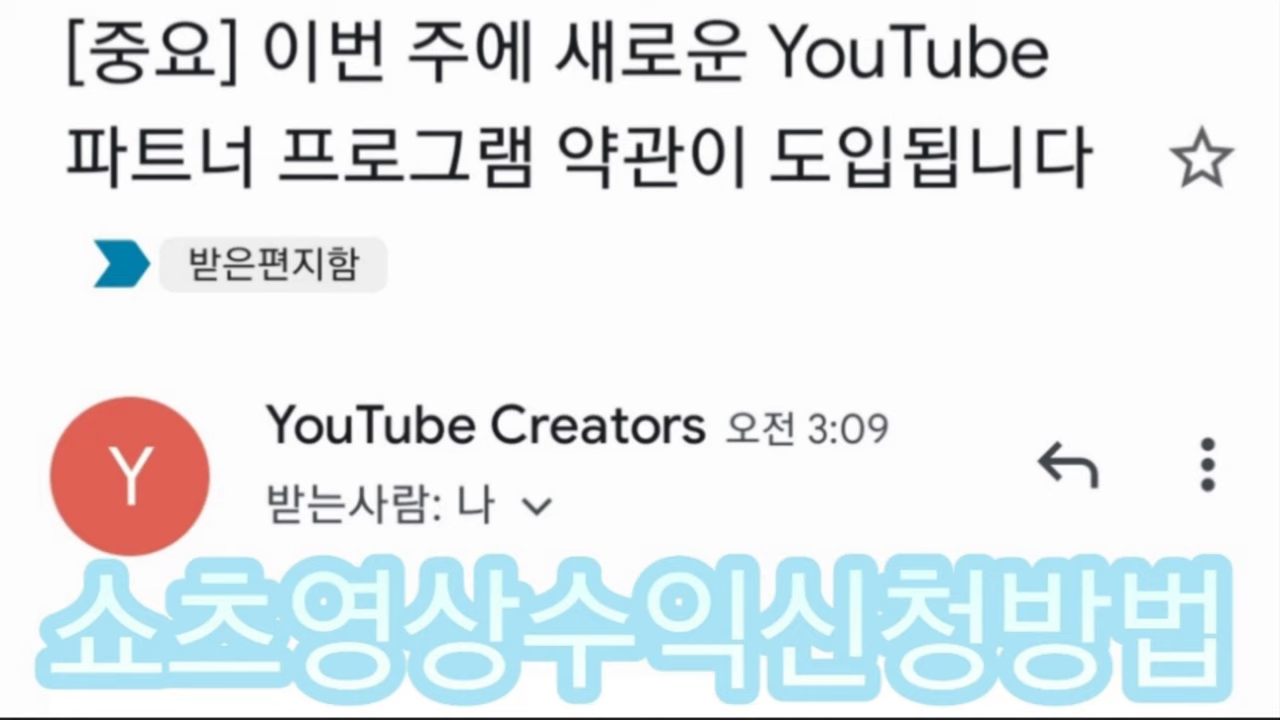 [중요] 이번 주에 새로운 YouTube
파트너 프로그램 약관이 도입됩니다
받은편지함
Y
YouTube Creators 오전 3:09
받는사람: 나
쇼츠영상수익신청방법